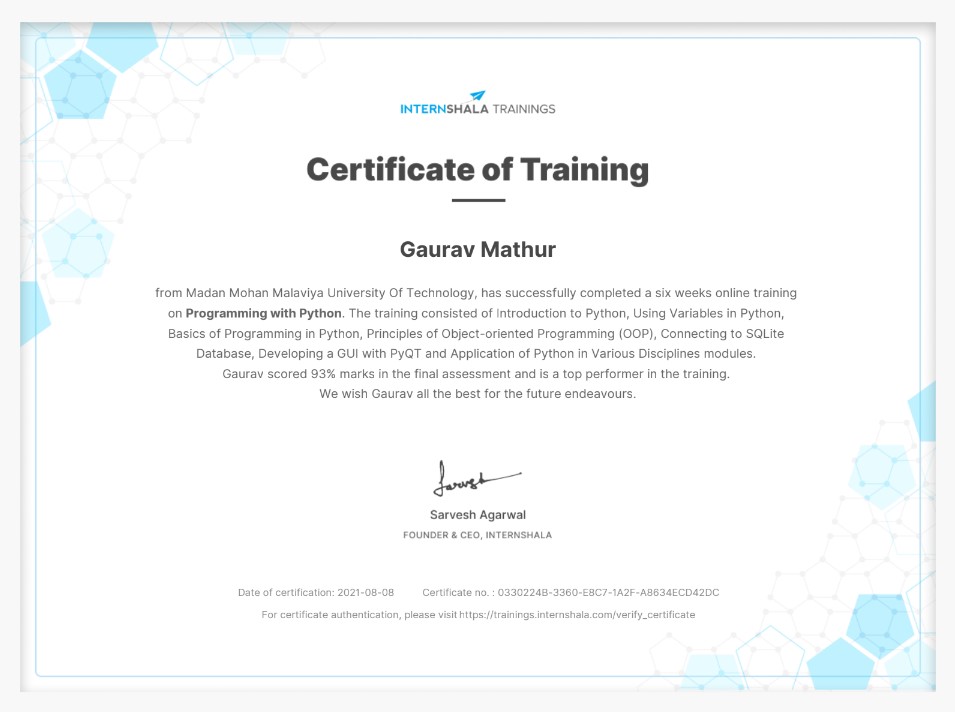 INTERNSHALA TRAININGS
Certificate of Training
Gaurav Mathur
from Madan Mohan Malaviya University Of Technology, has successfully completed a six weeks online training
on Programming with Python. The training consisted of Introduction to Python, Using Variables in Python,
Basics of Programming in Python, Principles of Object-oriented Programming (OOP), Connecting to SQLite
Database, Developing a GUI with PyQT and Application of Python in Various Disciplines modules.
Gaurav scored 93% marks in the final assessment and is a top performer in the training.
We wish Gaurav all the best for the future endeavours.
Sarvesh
Sarvesh Agarwal
FOUNDER & CEO, INTERNSHALA
Date of certification: 2021-08-08 Certificate no. : 0330224B-3360-E8C7-1A2F-A8634ECD42DC
For certificate authentication, please visit https://trainings.internshala.com/verify_certificate